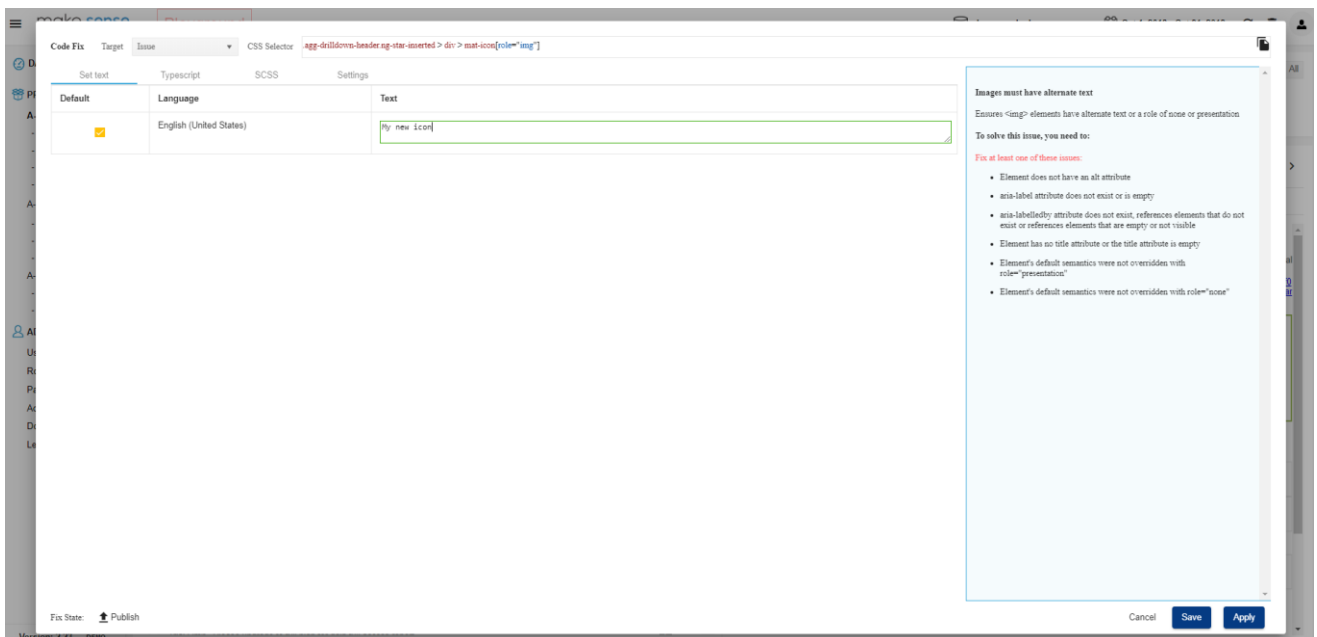 make sense
Code Fix Target Issue CSS Selector .agg-drilldown-header.ng-star-inserted > div > mat-icon[role="img"]
Set text Typescript SCSS Settings
All
Default Language Text
English (United States) My new icon
Images must have alternate text
Ensures <img> elements have alternate text or a role of none or presentation
To solve this issue, you need to:
Fix at least one of these issues:
• Element does not have an alt attribute
• aria-label attribute does not exist or is empty
• aria-labelledby attribute does not exist, references elements that do not
exist or references elements that are empty or not visible
• Element has no title attribute or the title attribute is empty
• Element's default semantics were not overridden with
role="presentation"
• Element's default semantics were not overridden with role="none"
Fix State: Publish
Cancel Save Apply